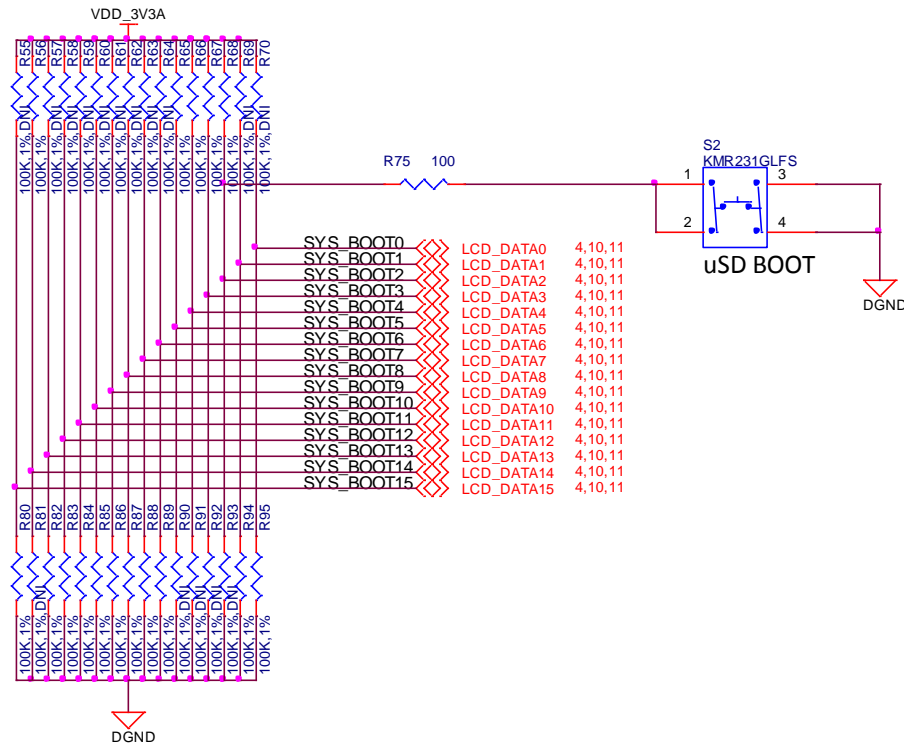 VDD_3V3A
R55
R56
R57
R58
R59
R60
R61
R62
R63
R64
R65
R66
R67
R68
R69
R70
100K,1%,DNI
100K,1%
100K,1%,DNI
100K,1%,DNI
100K,1%,DNI
100K,1%,DNI
100K,1%,DNI
100K,1%,DNI
100K,1%,DNI
100K,1%,DNI
100K,1%
100K,1%
100K,1%
100K,1%
100K,1%,DNI
100K,1%,DNI
R75 100
S2
KMR231GLFS
1 3
2 4
uSD BOOT
DGND
SYS_BOOT0 LCD_DATA0 4,10,11
SYS_BOOT1 LCD_DATA1 4,10,11
SYS_BOOT2 LCD_DATA2 4,10,11
SYS_BOOT3 LCD_DATA3 4,10,11
SYS_BOOT4 LCD_DATA4 4,10,11
SYS_BOOT5 LCD_DATA5 4,10,11
SYS_BOOT6 LCD_DATA6 4,10,11
SYS_BOOT7 LCD_DATA7 4,10,11
SYS_BOOT8 LCD_DATA8 4,10,11
SYS_BOOT9 LCD_DATA9 4,10,11
SYS_BOOT10 LCD_DATA10 4,10,11
SYS_BOOT11 LCD_DATA11 4,10,11
SYS_BOOT12 LCD_DATA12 4,10,11
SYS_BOOT13 LCD_DATA13 4,10,11
SYS_BOOT14 LCD_DATA14 4,10,11
SYS_BOOT15 LCD_DATA15 4,10,11
R80
R81
R82
R83
R84
R85
R86
R87
R88
R89
R90
R91
R92
R93
R94
R95
100K,1%
100K,1%,DNI
100K,1%
100K,1%
100K,1%
100K,1%
100K,1%
100K,1%
100K,1%
100K,1%
100K,1%,DNI
100K,1%,DNI
100K,1%,DNI
100K,1%,DNI
100K,1%
100K,1%
DGND